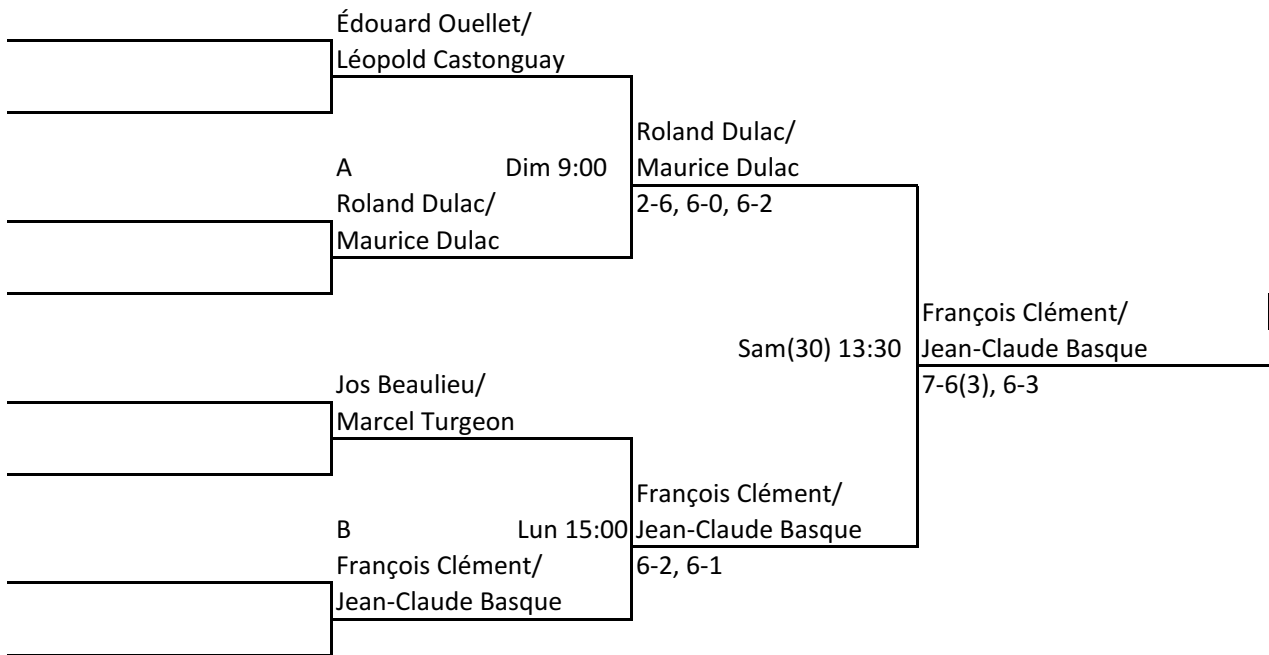 Édouard Ouellet/
Léopold Castonguay
Roland Dulac/
A Dim 9:00 Maurice Dulac
Roland Dulac/ 2-6, 6-0, 6-2
Maurice Dulac
François Clément/
Sam(30) 13:30 Jean-Claude Basque
Jos Beaulieu/ 7-6(3), 6-3
Marcel Turgeon
François Clément/
B Lun 15:00 Jean-Claude Basque
François Clément/ 6-2, 6-1
Jean-Claude Basque